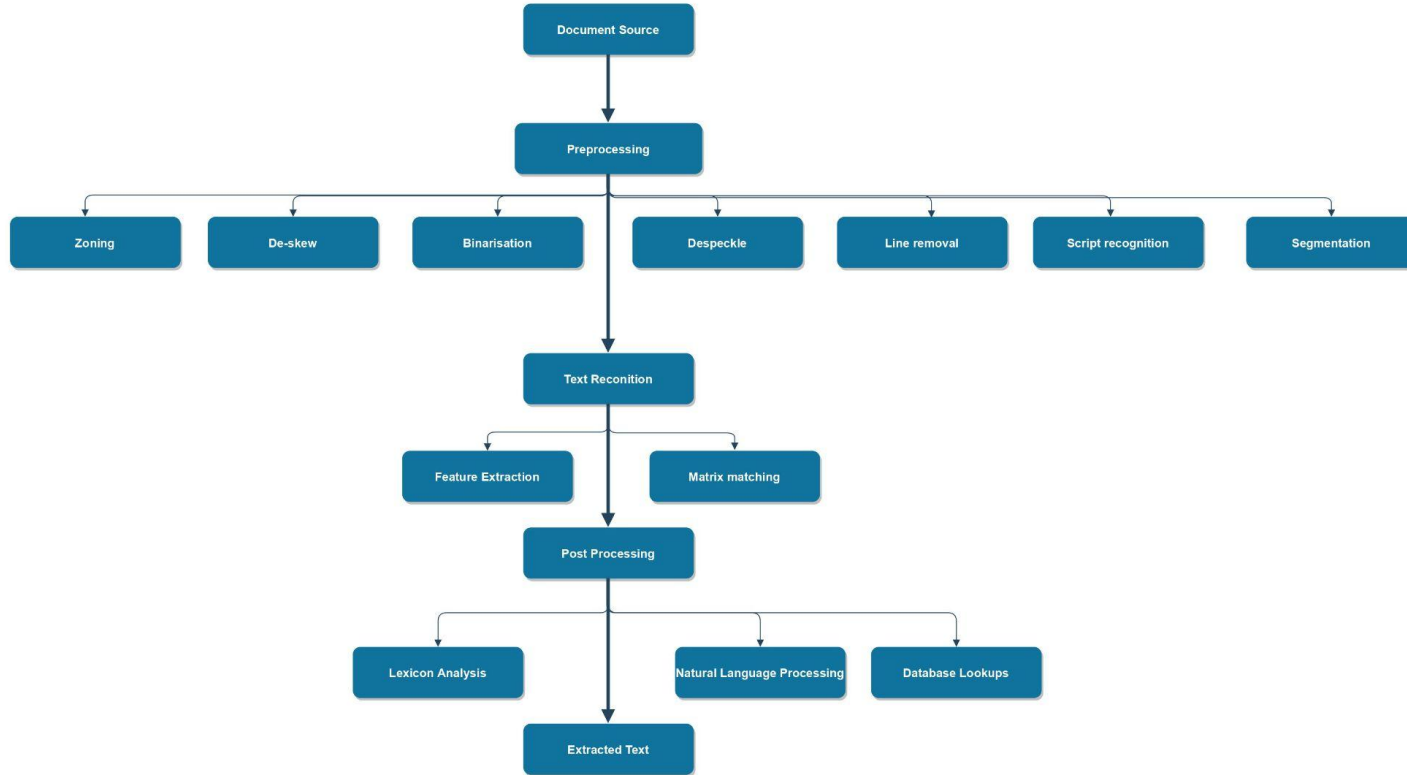 Document Source
Preprocessing
Zoning
De-skew
Binarisation
Despeckle
Line removal
Script recognition
Segmentation
Text Reconition
Feature Extraction
Matrix matching
Post Processing
Lexicon Analysis
Natural Language Processing
Database Lookups
Extracted Text